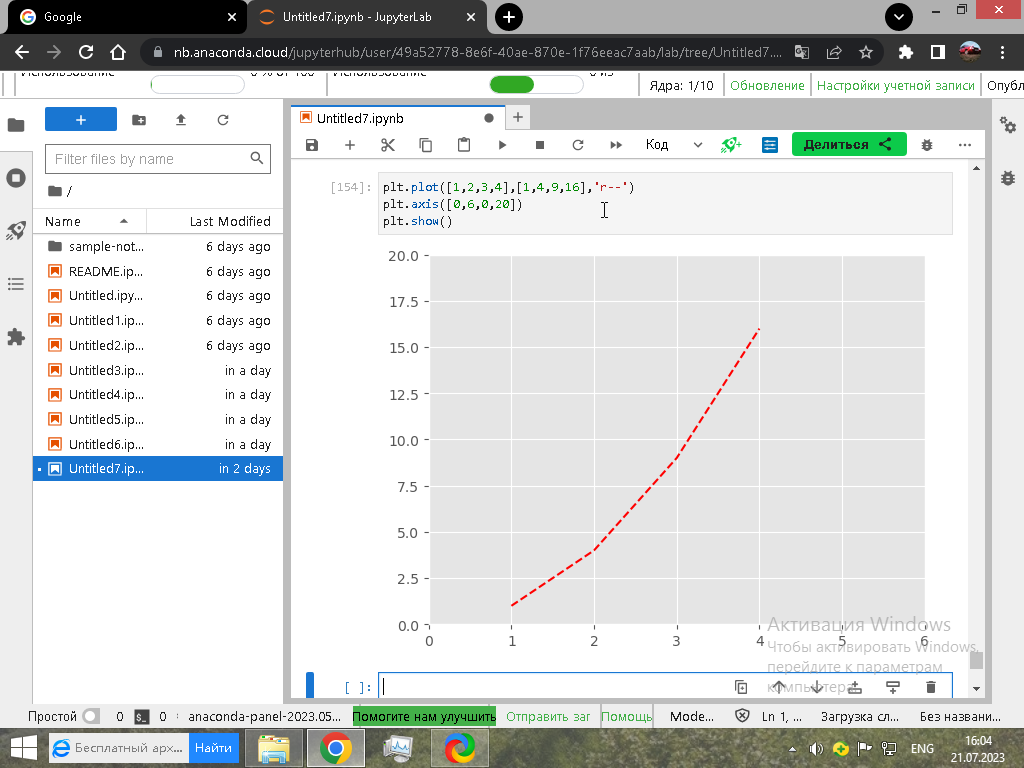 Google
Untitled7.ipynb - JupyterLab
nb.anaconda.cloud/jupyterhub/user/49a52778-8e6f-40ae-870e-1f76eeac7aab/lab/tree/Untitled7....
Использование
0 % от 100
Использование
0 из
Ядра: 1/10
Обновление
Настройки учетной записи
Опубл
Filter files by name
/
Name
Last Modified
sample-not... 6 days ago
README.ip... 6 days ago
Untitled.ipy... 6 days ago
Untitled1.ip... 6 days ago
Untitled2.ip... 6 days ago
Untitled3.ip... in a day
Untitled4.ip... in a day
Untitled5.ip... in a day
Untitled6.ip... in a day
Untitled7.ip... in 2 days
Untitled7.ipynb
Код
Делиться
[154]:
plt.plot([1,2,3,4],[1,4,9,16],'r--')
plt.axis([0,6,0,20])
plt.show()
20.0
17.5
15.0
12.5
10.0
7.5
5.0
2.5
0.0
0 1 2 3 4 5 6
Активация Windows
Чтобы активировать Windows,
перейдите к параметрам
компьютера.
[ ]:
Простой
0
0
anaconda-panel-2023.05...
Помогите нам улучшить
Отправить заг
Помощь
Mode...
Ln 1, ...
Загрузка сл...
Без названи...
Бесплатный арх...
Найти
ENG
16:04
21.07.2023